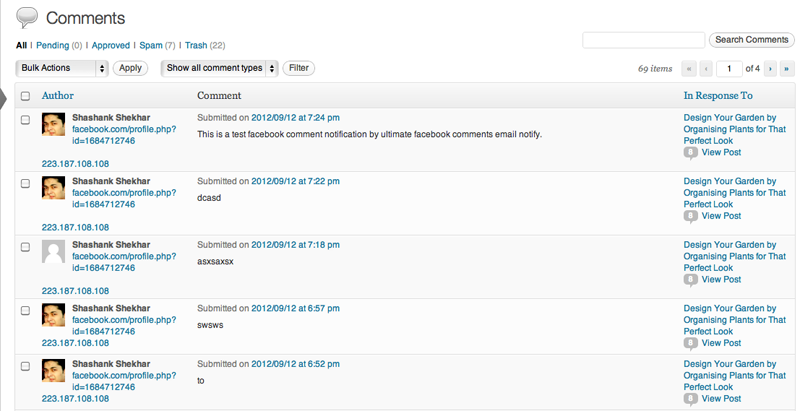 Comments
All | Pending (0) | Approved | Spam (7) | Trash (22)
Search Comments
Bulk Actions Apply Show all comment types Filter 69 items « ‹ 1 of 4 › »
Author Comment In Response To
Shashank Shekhar
facebook.com/profile.php?
id=1684712746
223.187.108.108
Submitted on 2012/09/12 at 7:24 pm
This is a test facebook comment notification by ultimate facebook comments email notify.
Design Your Garden by
Organising Plants for That
Perfect Look
8 View Post
Shashank Shekhar
facebook.com/profile.php?
id=1684712746
223.187.108.108
Submitted on 2012/09/12 at 7:22 pm
dcasd
Design Your Garden by
Organising Plants for That
Perfect Look
8 View Post
Shashank Shekhar
facebook.com/profile.php?
id=1684712746
223.187.108.108
Submitted on 2012/09/12 at 7:18 pm
asxsaxsx
Design Your Garden by
Organising Plants for That
Perfect Look
8 View Post
Shashank Shekhar
facebook.com/profile.php?
id=1684712746
223.187.108.108
Submitted on 2012/09/12 at 6:57 pm
swsws
Design Your Garden by
Organising Plants for That
Perfect Look
8 View Post
Shashank Shekhar
facebook.com/profile.php?
id=1684712746
223.187.108.108
Submitted on 2012/09/12 at 6:52 pm
to
Design Your Garden by
Organising Plants for That
Perfect Look
8 View Post